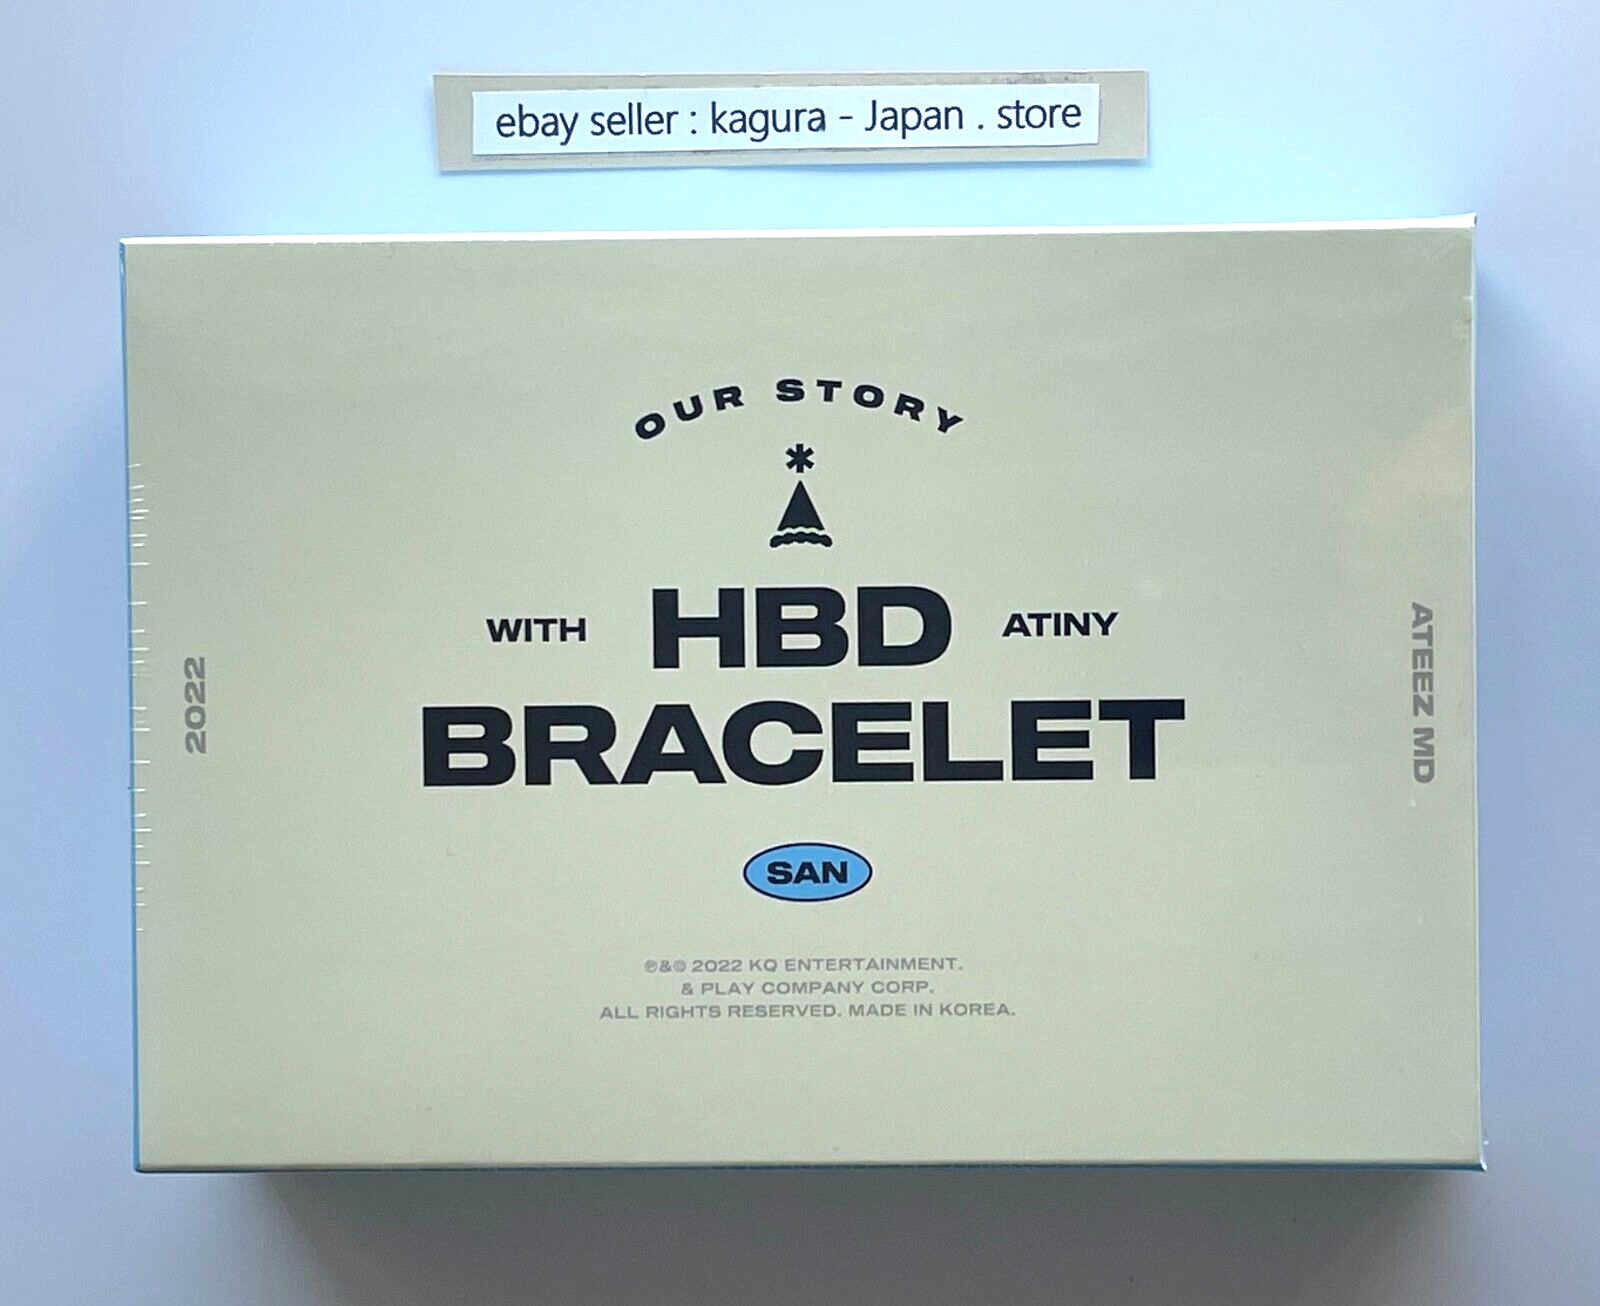 ebay seller : kagura - Japan . store
OUR STORY
WITH HBD ATINY
BRACELET
2022
ATEEZ MD
SAN
℗&© 2022 KQ ENTERTAINMENT.
& PLAY COMPANY CORP.
ALL RIGHTS RESERVED. MADE IN KOREA.